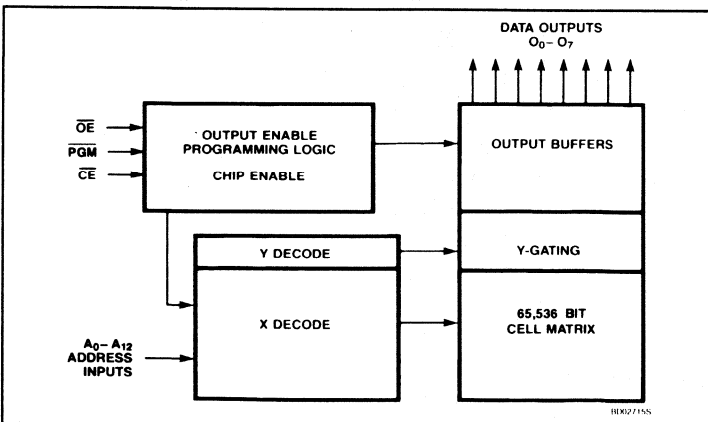 DATA OUTPUTS
O₀– O₇
OE
PGM
CE
OUTPUT ENABLE
PROGRAMMING LOGIC
CHIP ENABLE
OUTPUT BUFFERS
Y DECODE
Y-GATING
X DECODE
65,536 BIT
CELL MATRIX
A₀– A₁₂
ADDRESS
INPUTS
BD02715S